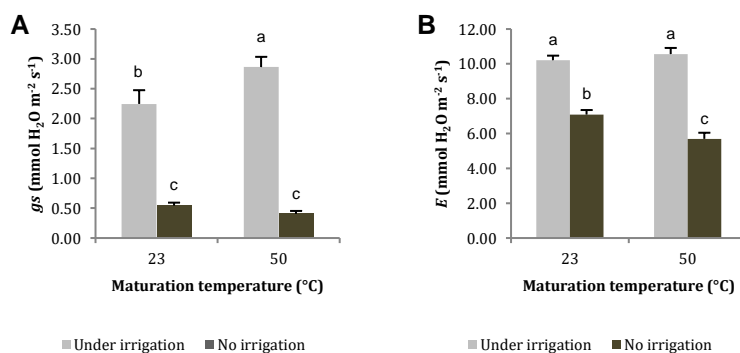 A
gs (mmol H₂O m⁻² s⁻¹)
3.50
3.00
2.50
2.00
1.50
1.00
0.50
0.00
b
a
c
c
23
50
Maturation temperature (°C)
Under irrigation
No irrigation
B
E (mmol H₂O m⁻² s⁻¹)
12.00
10.00
8.00
6.00
4.00
2.00
0.00
a
a
b
c
23
50
Maturation temperature (°C)
Under irrigation
No irrigation